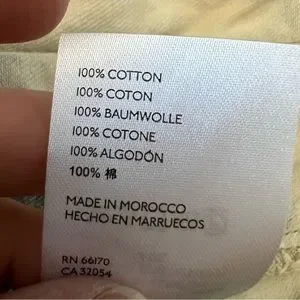 100% COTTON
100% COTON
100% BAUMWOLLE
100% COTONE
100% ALGODÓN
100% 棉
MADE IN MOROCCO
HECHO EN MARRUECOS
RN 66170
CA 32054